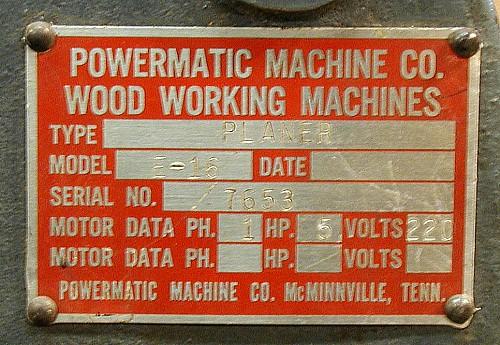 POWERMATIC MACHINE CO.
WOOD WORKING MACHINES
TYPE PLANER
MODEL E-16 DATE
SERIAL NO. /7653
MOTOR DATA PH. 1 HP. 5 VOLTS 220
MOTOR DATA PH. HP. VOLTS
POWERMATIC MACHINE CO. McMINNVILLE, TENN.